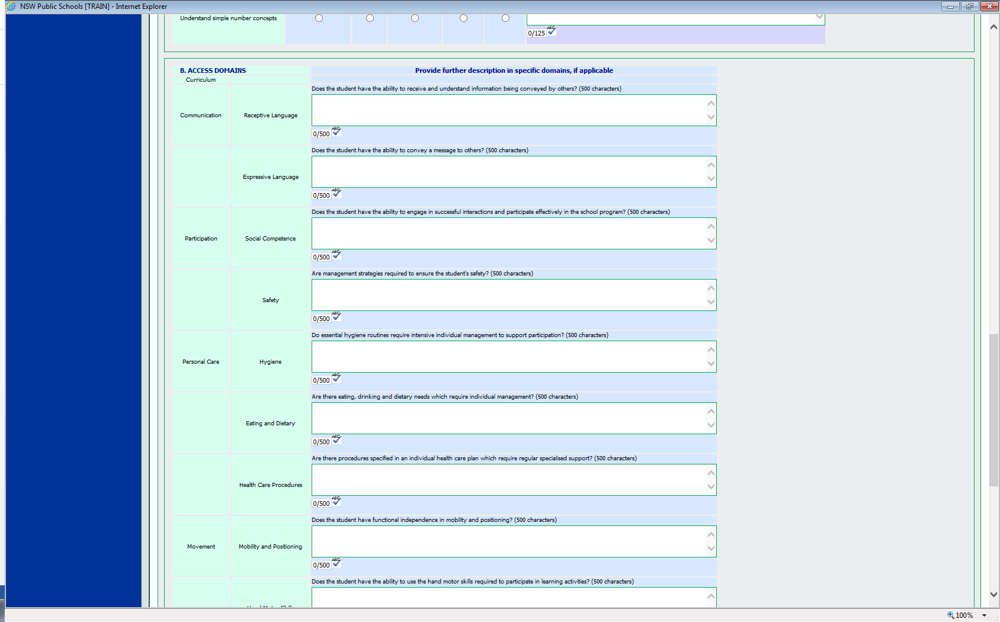 NSW Public Schools [TRAIN] - Internet Explorer
Understand simple number concepts
0/125 ABC
B. ACCESS DOMAINS Provide further description in specific domains, if applicable
Curriculum
Does the student have the ability to receive and understand information being conveyed by others? (500 characters)
Communication Receptive Language
0/500 ABC
Does the student have the ability to convey a message to others? (500 characters)
Expressive Language
0/500 ABC
Does the student have the ability to engage in successful interactions and participate effectively in the school program? (500 characters)
Participation Social Competence
0/500 ABC
Are management strategies required to ensure the student's safety? (500 characters)
Safety
0/500 ABC
Do essential hygiene routines require intensive individual management to support participation? (500 characters)
Personal Care Hygiene
0/500 ABC
Are there eating, drinking and dietary needs which require individual management? (500 characters)
Eating and Dietary
0/500 ABC
Are there procedures specified in an individual health care plan which require regular specialised support? (500 characters)
Health Care Procedures
0/500 ABC
Does the student have functional independence in mobility and positioning? (500 characters)
Movement Mobility and Positioning
0/500 ABC
Does the student have the ability to use the hand motor skills required to participate in learning activities? (500 characters)
100%